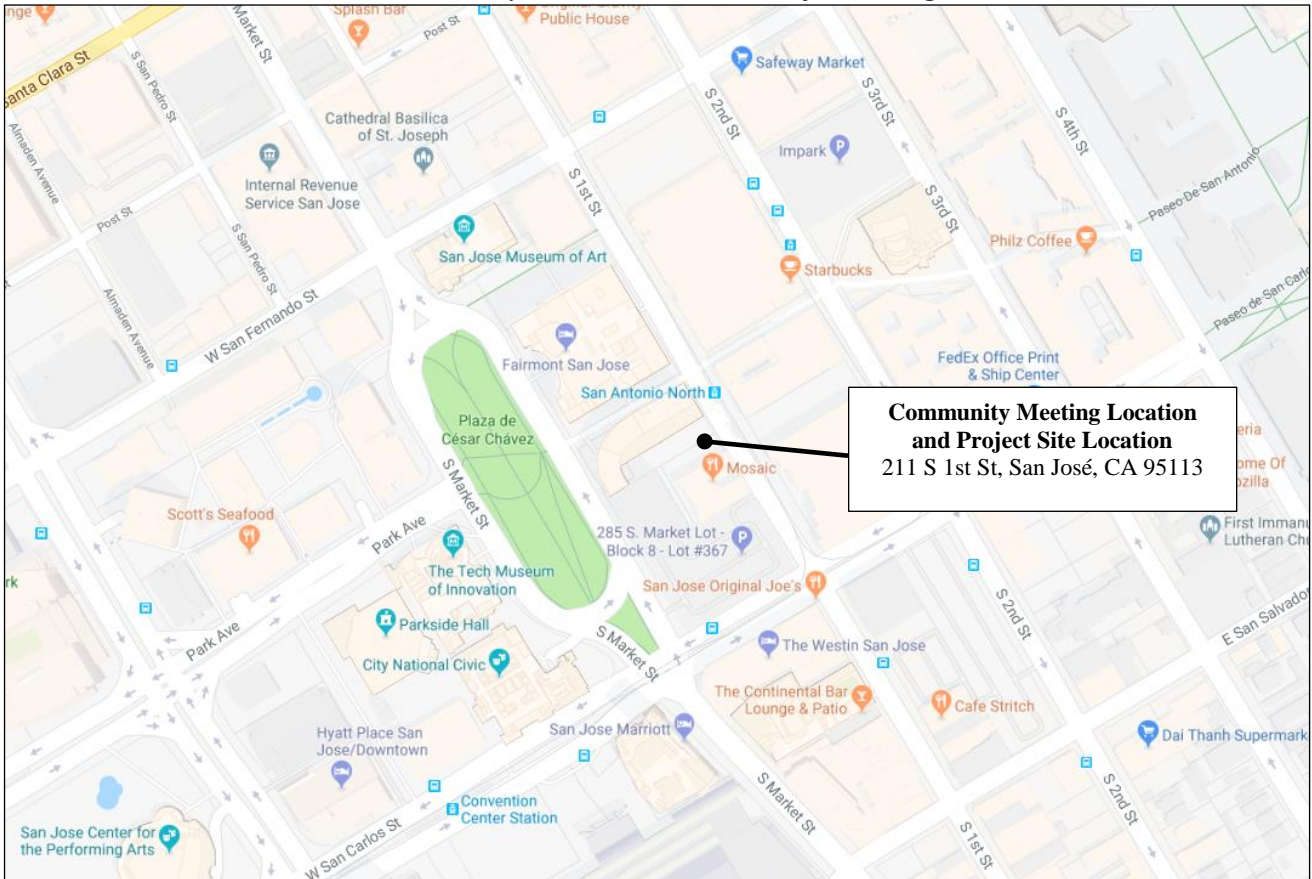 Splash Bar
Public House
Post St
Market St
S San Pedro St
Santa Clara St
Safeway Market
S 2nd St
S 3rd St
S 4th St
Cathedral Basilica
of St. Joseph
Impark
Almaden Avenue
Internal Revenue
Service San Jose
S 1st St
Paseo De San Antonio
Post St
S San Pedro St
S 3rd St
San Jose Museum of Art
Philz Coffee
Starbucks
Almaden Avenue
W San Fernando St
Fairmont San Jose
FedEx Office Print
& Ship Center
San Antonio North
Plaza de
César Chávez
Community Meeting Location
and Project Site Location
211 S 1st St, San José, CA 95113
Mosaic
S Market St
Scott's Seafood
Park Ave
285 S. Market Lot -
Block 8 - Lot #367
First Immanu
Lutheran Chu
The Tech Museum
of Innovation
San Jose Original Joe's
S 2nd St
E San Salvador
Parkside Hall
Park Ave
S Market St
The Westin San Jose
City National Civic
The Continental Bar
Lounge & Patio
Cafe Stritch
Hyatt Place San
Jose/Downtown
San Jose Marriott
Dai Thanh Supermark
S Market St
S 2nd St
Convention
Center Station
San Jose Center for
the Performing Arts
W San Carlos St
S 1st St